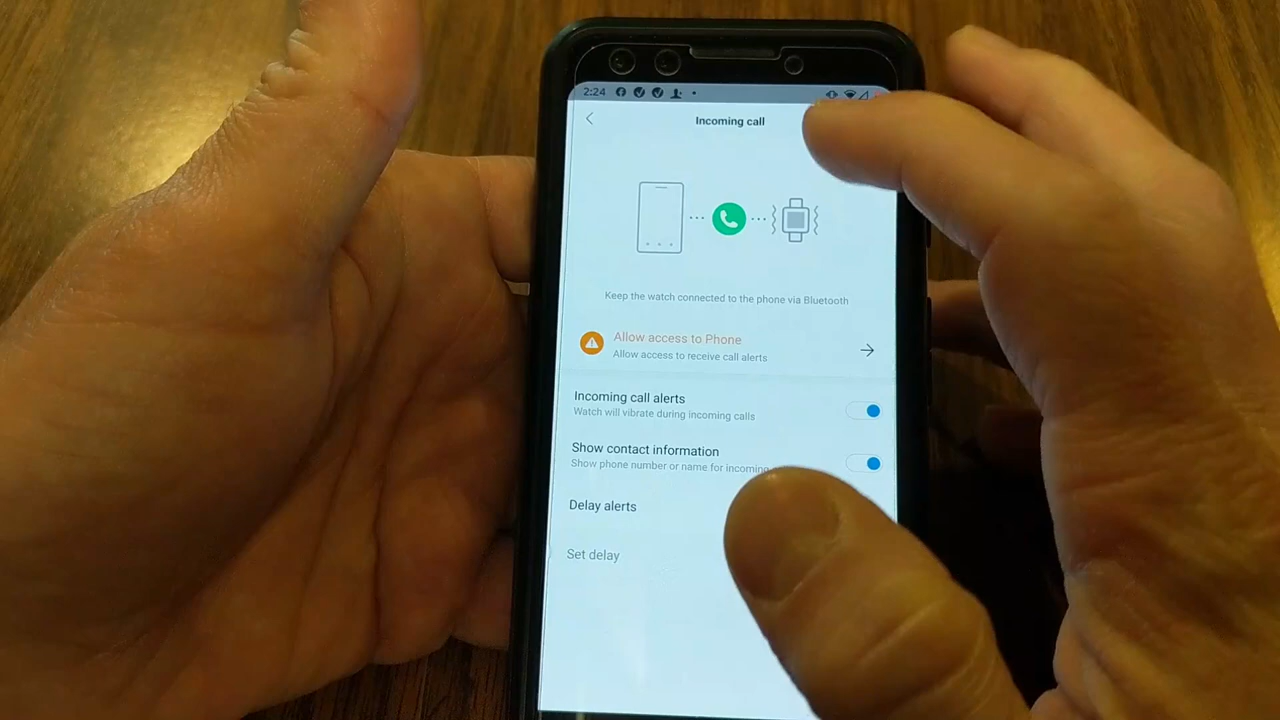 2:24
Incoming call
Keep the watch connected to the phone via Bluetooth
Allow access to Phone
Allow access to receive call alerts
Incoming call alerts
Watch will vibrate during incoming calls
Show contact information
Show phone number or name for incoming
Delay alerts
Set delay